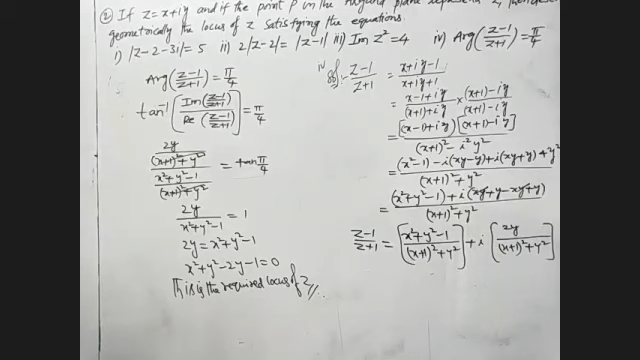 ② If z=x+iy and if the point P in the Argand plane represents z,
geometrically the locus of z satisfying the equations.
i) |z-2-3i|=5 ii) 2|z-2|=|z-1| iii) Im z²=4 iv) Arg(z-1/z+1)=π/4
Arg(z-1/z+1)=π/4
tan⁻¹[Im(z-1/z+1)/Re(z-1/z+1)]=π/4
2y/(x+1)²+y² / x²+y²-1/(x+1)²+y² = tan π/4
2y/x²+y²-1 = 1
2y=x²+y²-1
x²+y²-2y-1=0
This is the required locus of z//
iv) Sol:- z-1/z+1 = x+iy-1/x+iy+1
= x-1+iy/(x+1)+iy × (x+1)-iy/(x+1)-iy
= [(x-1)+iy][(x+1)-iy]/(x+1)²-i²y²
= (x²-1)-i(xy-y)+i(xy+y)+y²/(x+1)²+y²
= (x²+y²-1)+i(xy+y-xy+y)/(x+1)²+y²
z-1/z+1 = [x²+y²-1/(x+1)²+y²]+i[2y/(x+1)²+y²]